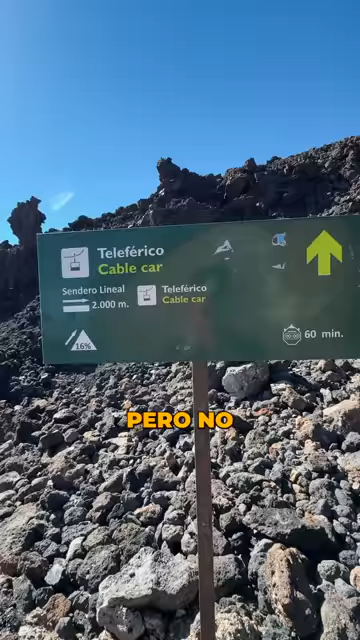 Teleférico
Cable car
Sendero Lineal
2.000 m.
Teleférico
Cable car
16%
60 min.
PERO NO